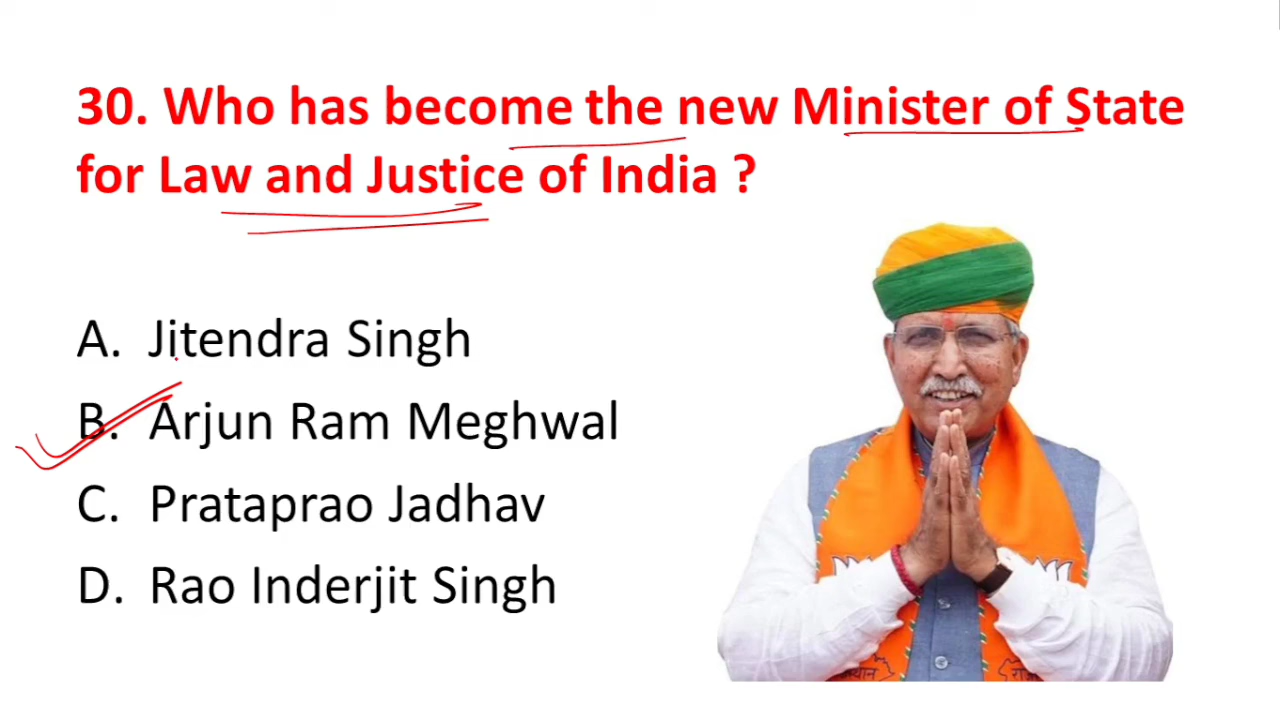 30. Who has become the new Minister of State
for Law and Justice of India ?
A. Jitendra Singh
B. Arjun Ram Meghwal
C. Prataprao Jadhav
D. Rao Inderjit Singh